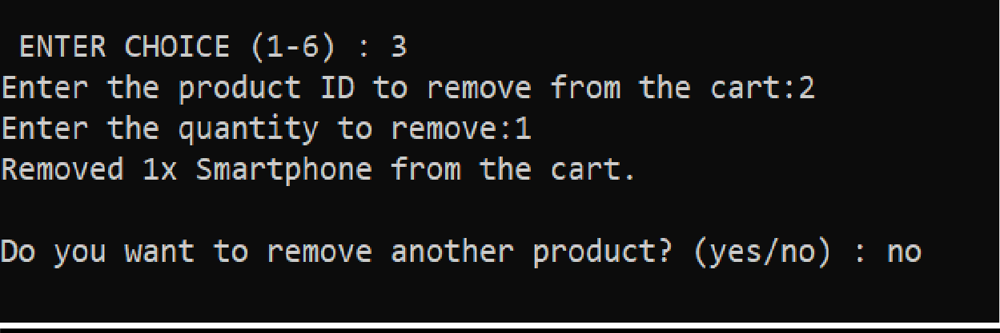 ENTER CHOICE (1-6) : 3
Enter the product ID to remove from the cart:2
Enter the quantity to remove:1
Removed 1x Smartphone from the cart.
Do you want to remove another product? (yes/no) : no